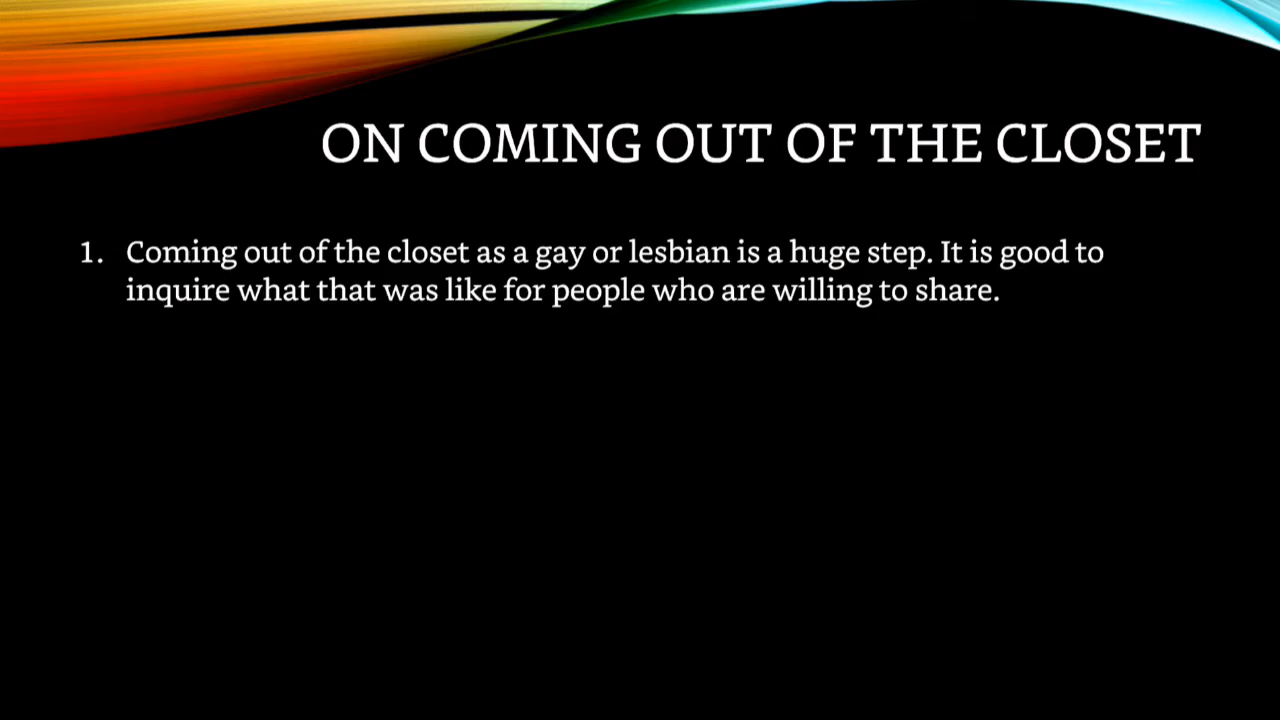 ON COMING OUT OF THE CLOSET
1. Coming out of the closet as a gay or lesbian is a huge step. It is good to
inquire what that was like for people who are willing to share.